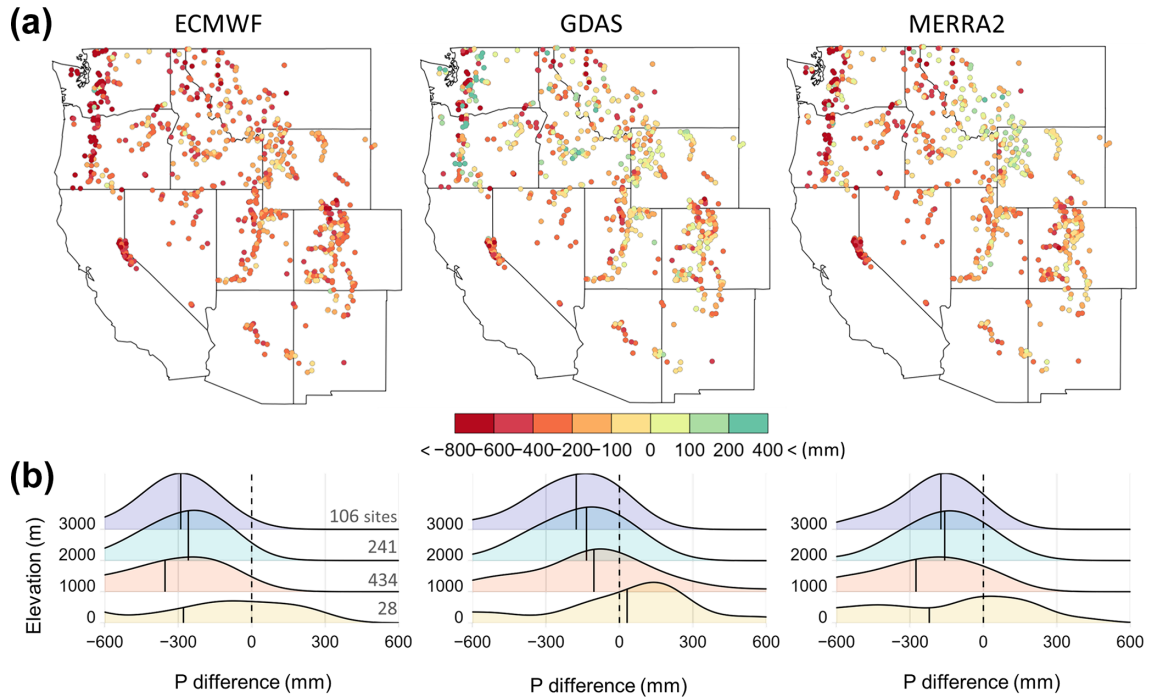 (a)
ECMWF
GDAS
MERRA2
< −800−600−400−200−100 0 100 200 400 < (mm)
(b)
Elevation (m)
3000
2000
1000
0
106 sites
241
434
28
−600 −300 0 300 600
P difference (mm)
3000
2000
1000
0
−600 −300 0 300 600
P difference (mm)
3000
2000
1000
0
−600 −300 0 300 600
P difference (mm)